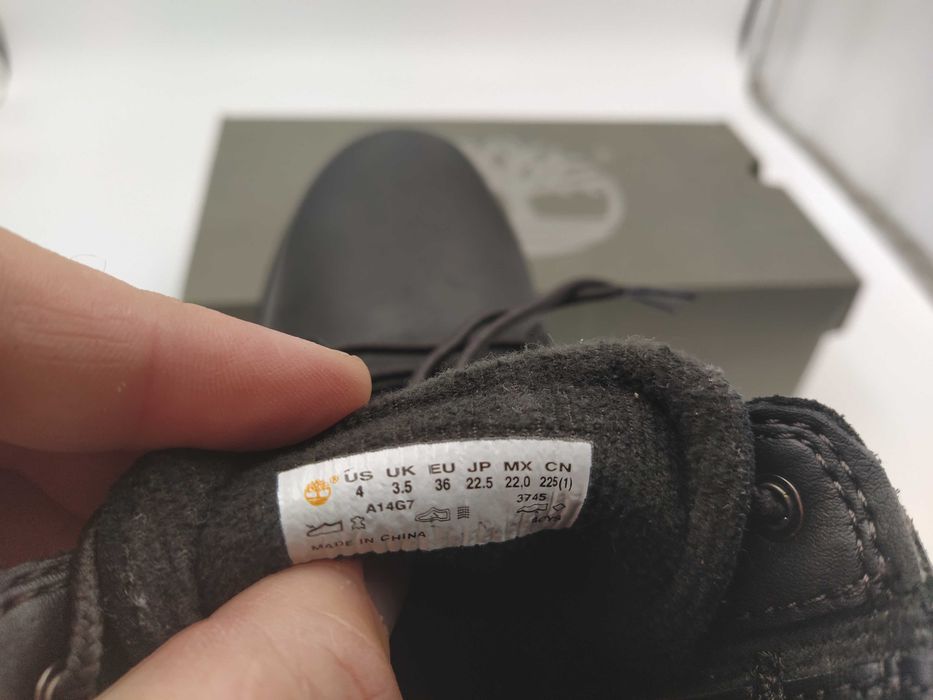 ® US UK EU JP MX CN
4 3.5 36 22.5 22.0 225(1)
A14G7 3745
MADE IN CHINA